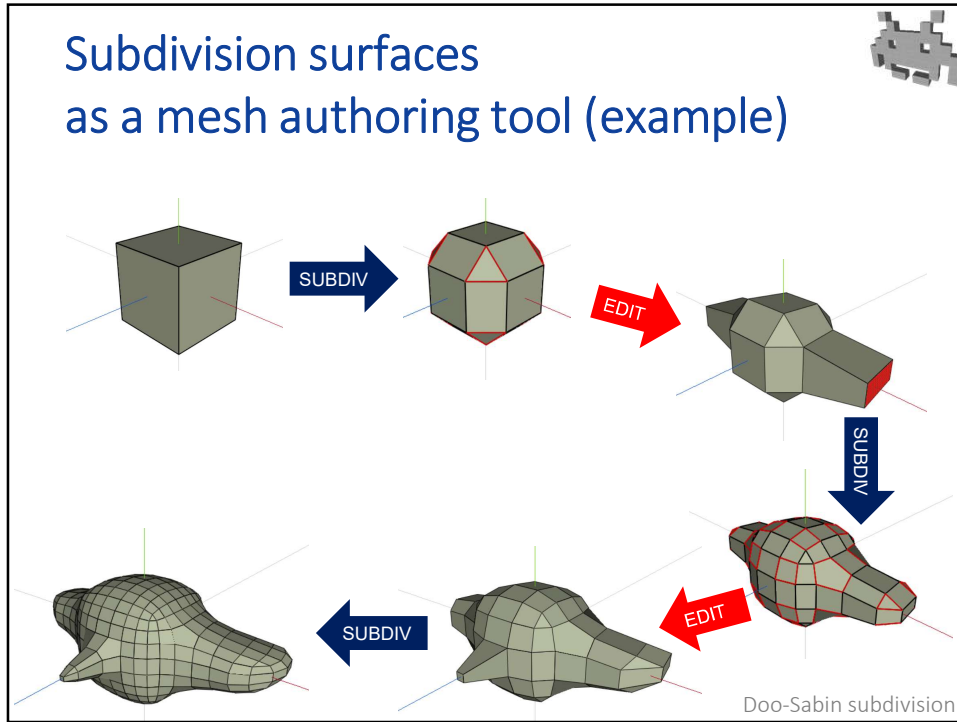 Subdivision surfaces
as a mesh authoring tool (example)
SUBDIV
EDIT
SUBDIV
EDIT
SUBDIV
Doo-Sabin subdivision